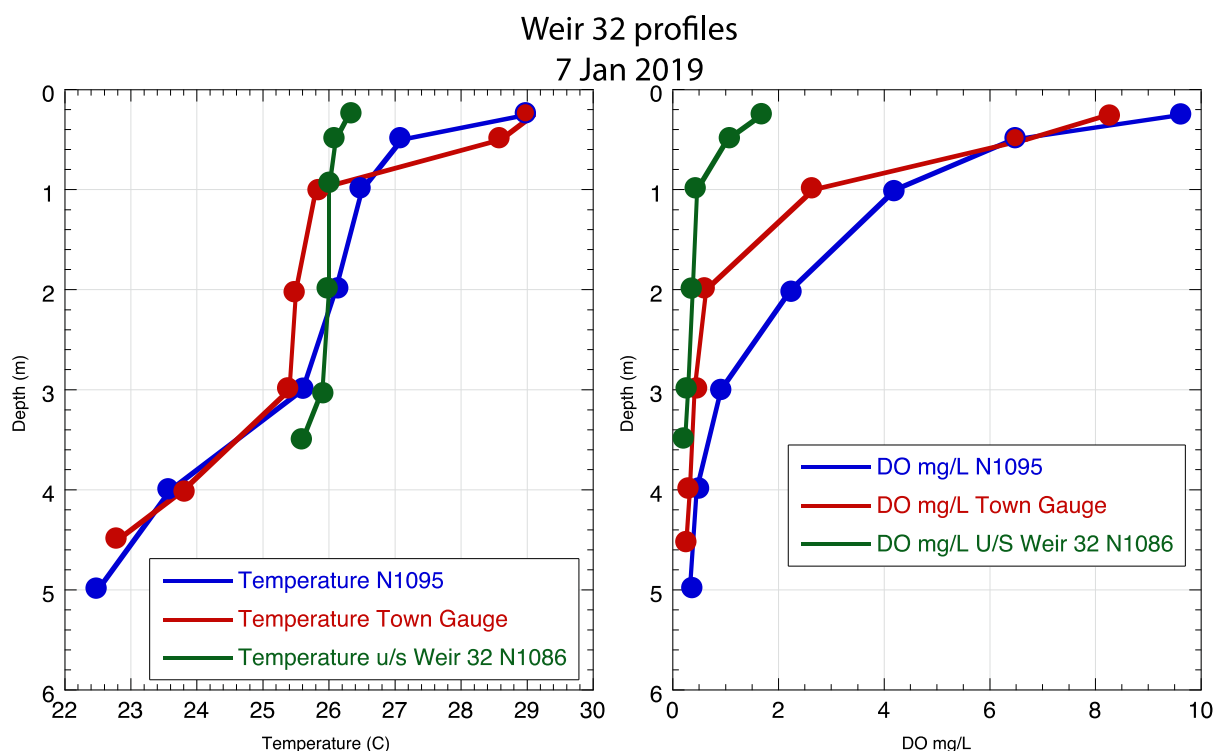 Weir 32 profiles
7 Jan 2019
0
1
2
3
4
5
6
Depth (m)
22 23 24 25 26 27 28 29 30
Temperature (C)
Temperature N1095
Temperature Town Gauge
Temperature u/s Weir 32 N1086
0
1
2
3
4
5
6
Depth (m)
0 2 4 6 8 10
DO mg/L
DO mg/L N1095
DO mg/L Town Gauge
DO mg/L U/S Weir 32 N1086